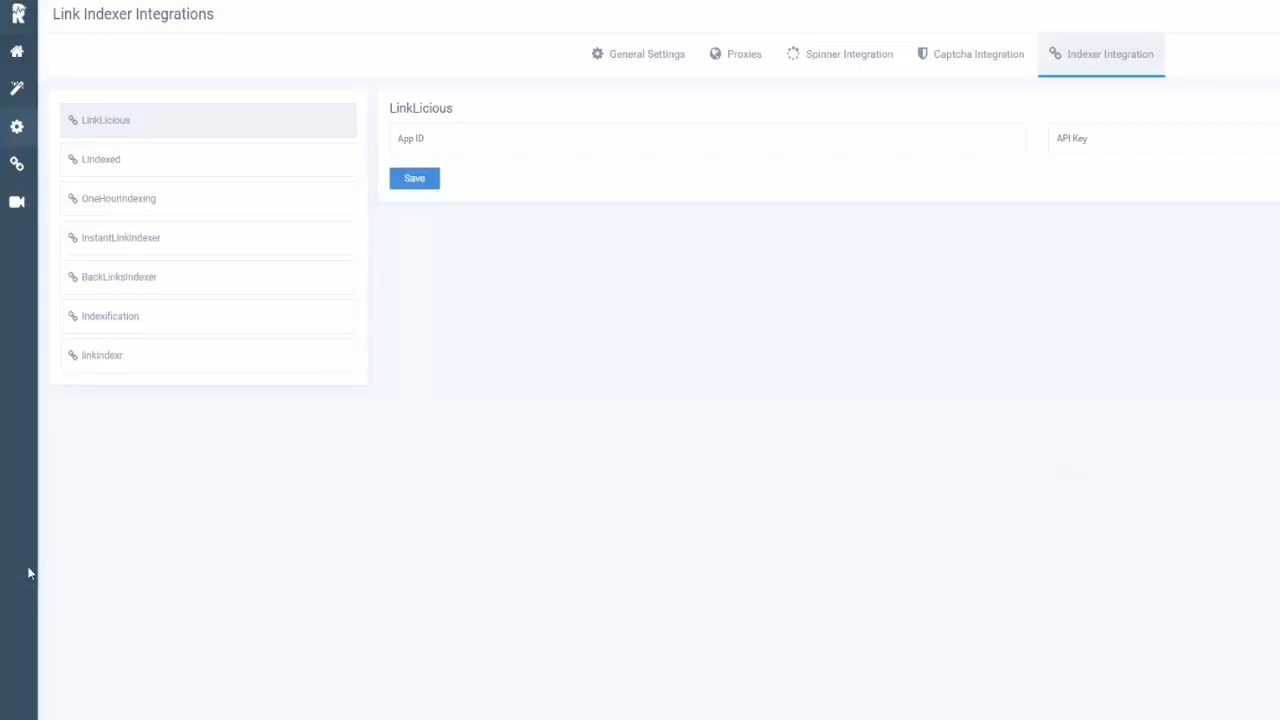 Link Indexer Integrations
General Settings
Proxies
Spinner Integration
Captcha Integration
Indexer Integration
LinkLicious
Lindexed
OneHourIndexing
InstantLinkIndexer
BackLinksIndexer
Indexification
linkindexr
LinkLicious
App ID
API Key
Save